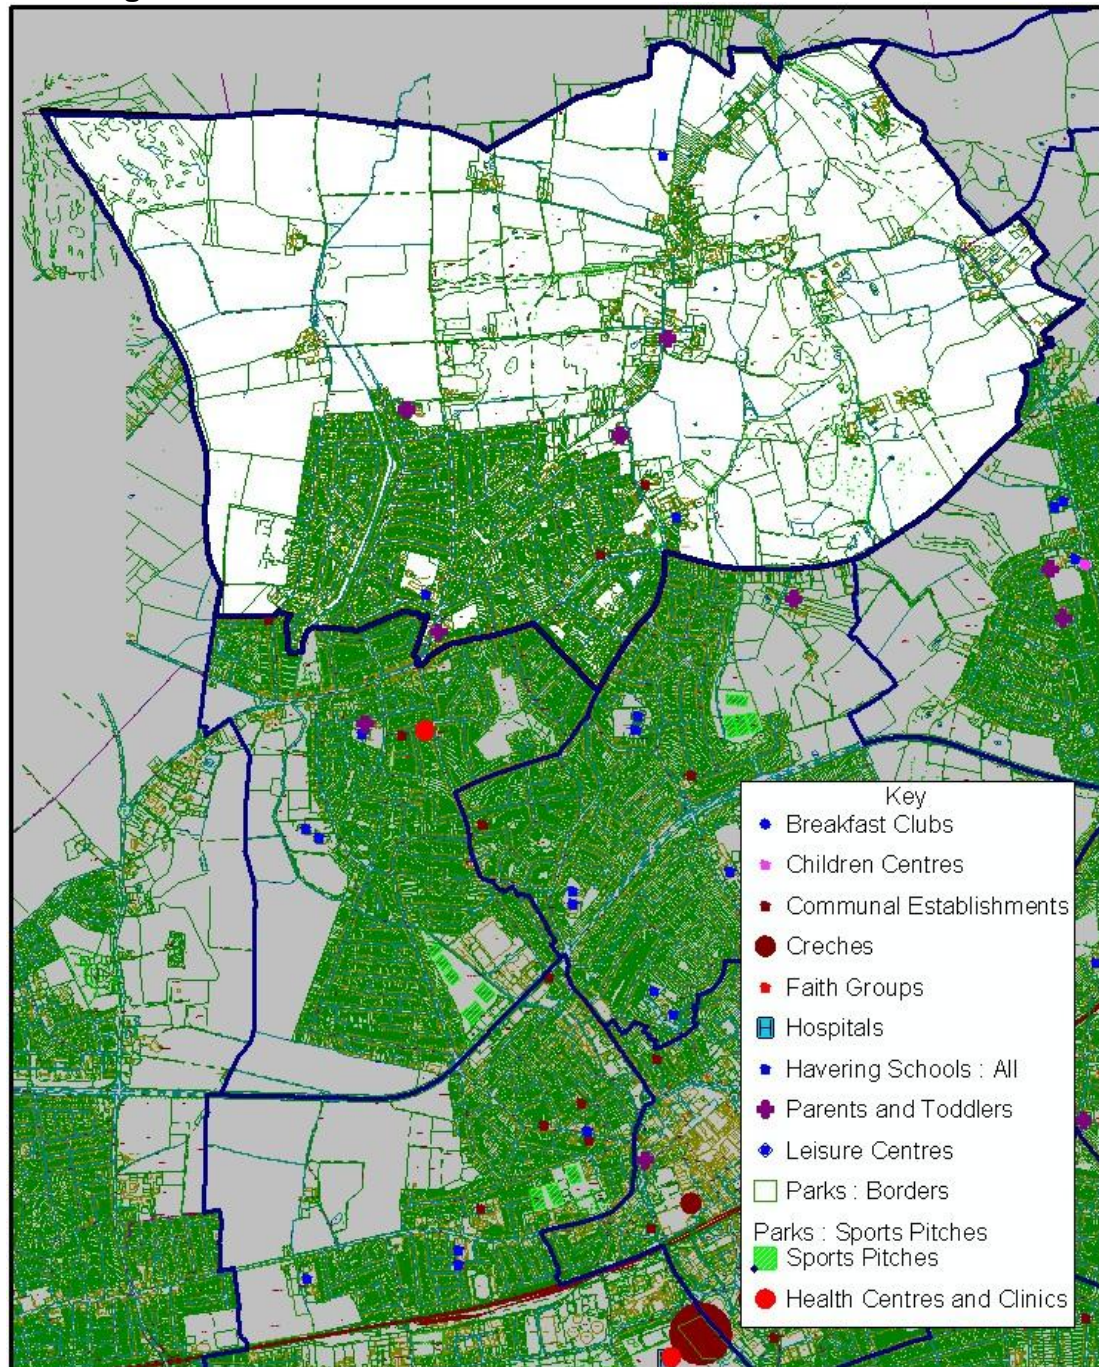 Key
Breakfast Clubs
Children Centres
Communal Establishments
Creches
Faith Groups
Hospitals
Havering Schools : All
Parents and Toddlers
Leisure Centres
Parks : Borders
Parks : Sports Pitches
Sports Pitches
Health Centres and Clinics